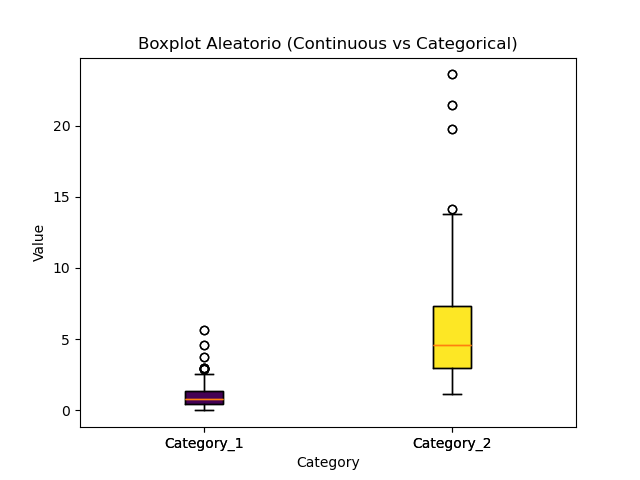 Boxplot Aleatorio (Continuous vs Categorical)
20
15
10
5
0
Value
Category_1
Category_2
Category